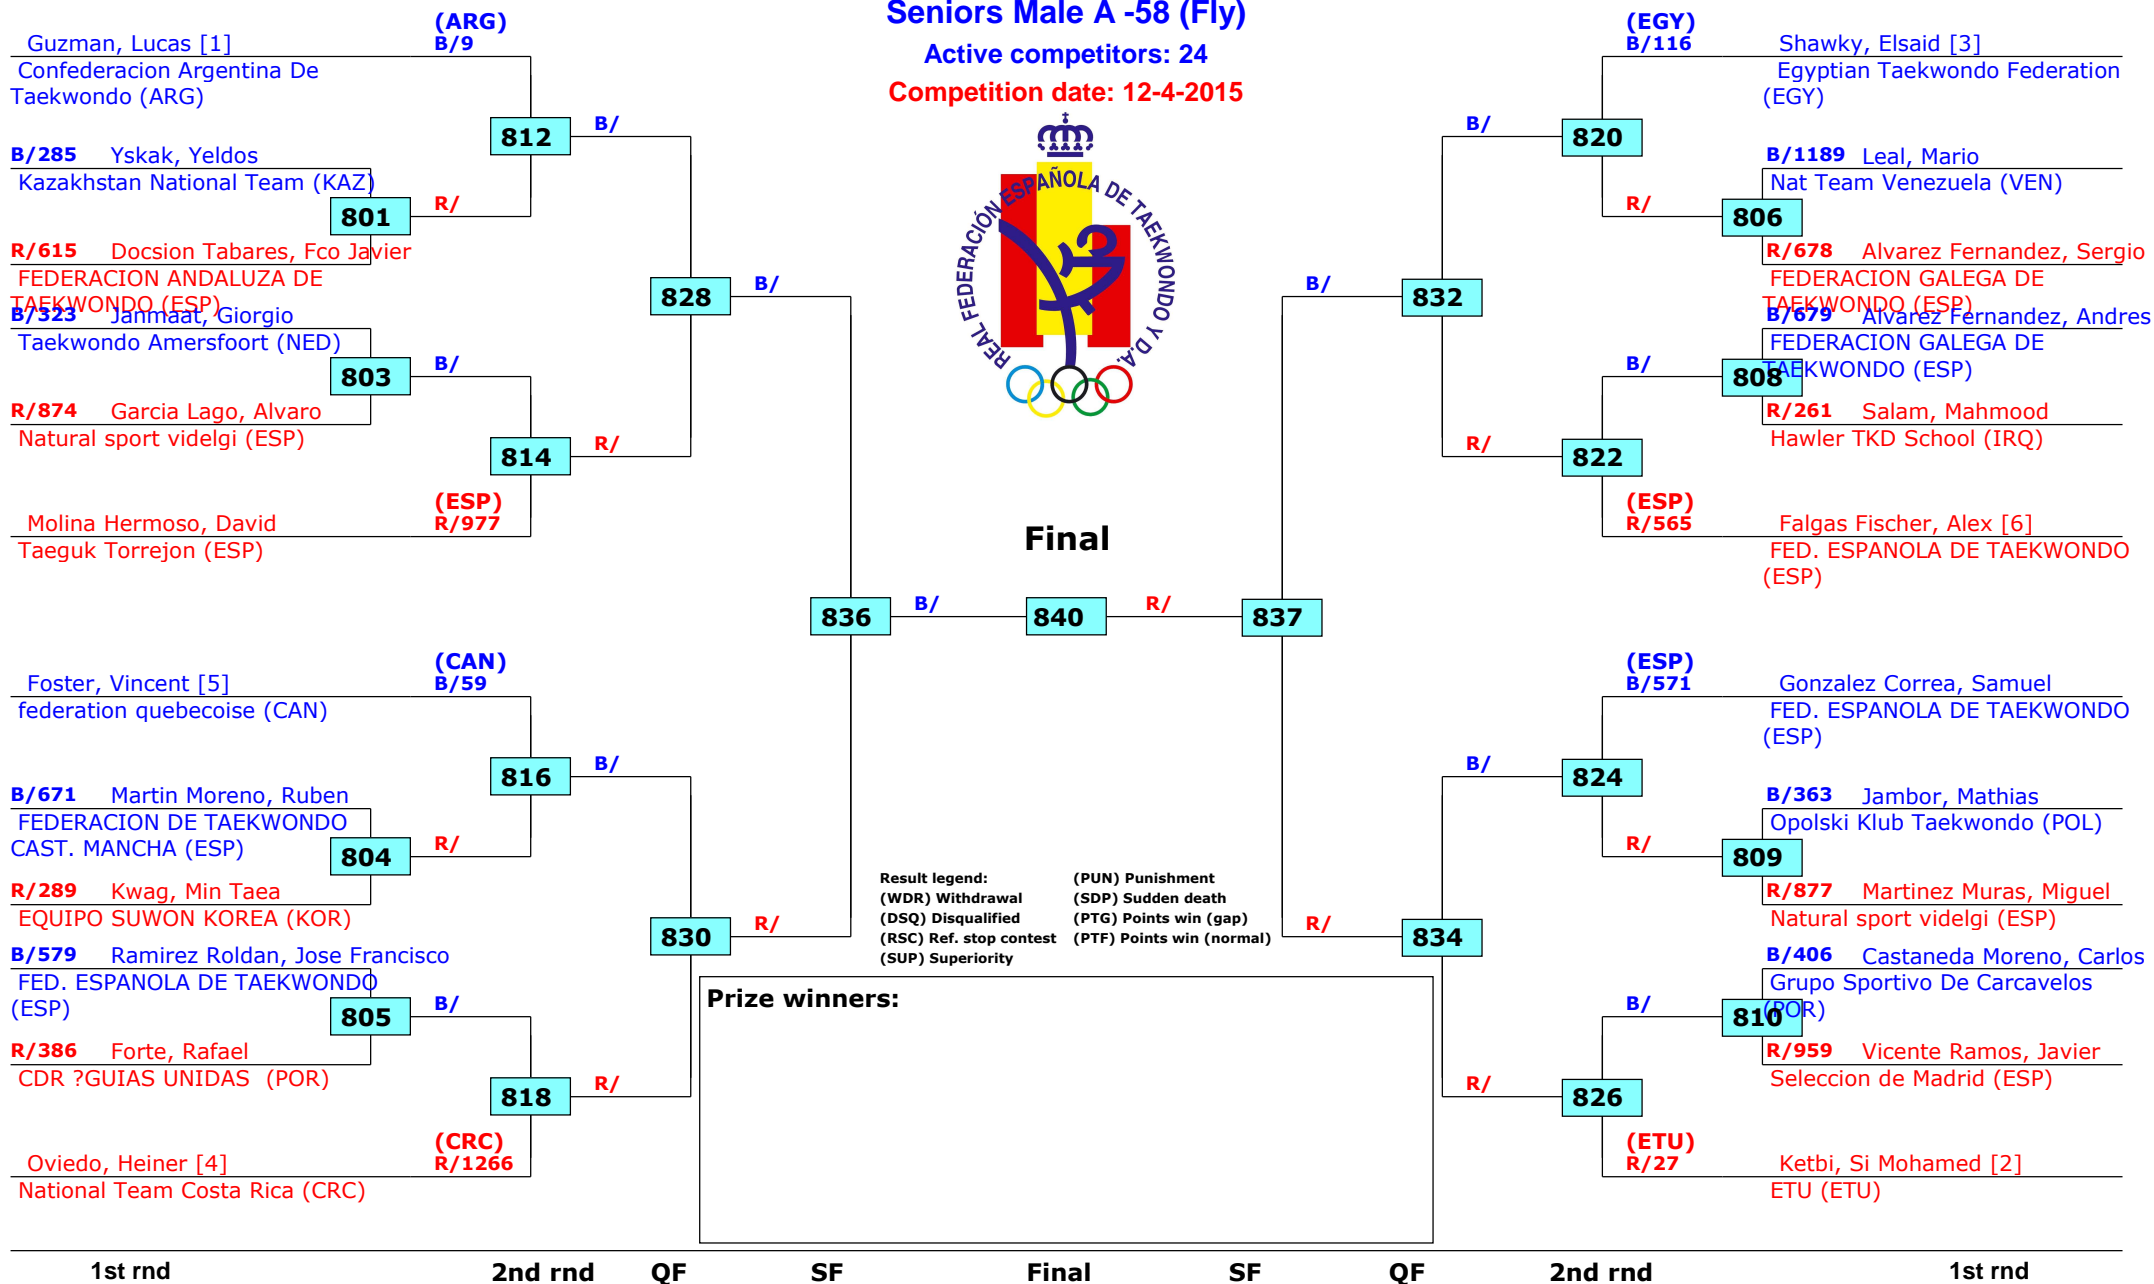 Seniors Male A -58 (Fly)
Active competitors: 24
Competition date: 12-4-2015
REAL FEDERACIÓN ESPAÑOLA DE TAEKWONDO Y D.A.
(ARG)
Guzman, Lucas [1] B/9
Confederacion Argentina De
Taekwondo (ARG)
812 B/
B/285 Yskak, Yeldos
Kazakhstan National Team (KAZ)
801 R/
R/615 Docsion Tabares, Fco Javier
FEDERACION ANDALUZA DE
TAEKWONDO (ESP)
828 B/
B/323 Janmaat, Giorgio
Taekwondo Amersfoort (NED)
803 B/
R/874 Garcia Lago, Alvaro
Natural sport videlgi (ESP)
814 R/
(ESP)
Molina Hermoso, David R/977
Taeguk Torrejon (ESP)
836 B/
(CAN)
Foster, Vincent [5] B/59
federation quebecoise (CAN)
816 B/
B/671 Martin Moreno, Ruben
FEDERACION DE TAEKWONDO
CAST. MANCHA (ESP)
804 R/
R/289 Kwag, Min Taea
EQUIPO SUWON KOREA (KOR)
830 R/
B/579 Ramirez Roldan, Jose Francisco
FED. ESPANOLA DE TAEKWONDO
(ESP)
805 B/
R/386 Forte, Rafael
CDR ?GUIAS UNIDAS (POR)
818 R/
(CRC)
Oviedo, Heiner [4] R/1266
National Team Costa Rica (CRC)
Final
840
(EGY)
B/116 Shawky, Elsaid [3]
Egyptian Taekwondo Federation
(EGY)
B/ 820
B/1189 Leal, Mario
Nat Team Venezuela (VEN)
R/ 806
R/678 Alvarez Fernandez, Sergio
FEDERACION GALEGA DE
TAEKWONDO (ESP)
B/ 832
B/679 Alvarez Fernandez, Andres
FEDERACION GALEGA DE
TAEKWONDO (ESP)
B/ 808
R/261 Salam, Mahmood
Hawler TKD School (IRQ)
R/ 822
(ESP)
R/565 Falgas Fischer, Alex [6]
FED. ESPANOLA DE TAEKWONDO
(ESP)
R/ 837
(ESP)
B/571 Gonzalez Correa, Samuel
FED. ESPANOLA DE TAEKWONDO
(ESP)
B/ 824
B/363 Jambor, Mathias
Opolski Klub Taekwondo (POL)
R/ 809
R/877 Martinez Muras, Miguel
Natural sport videlgi (ESP)
R/ 834
B/406 Castaneda Moreno, Carlos
Grupo Sportivo De Carcavelos
(POR)
B/ 810
R/959 Vicente Ramos, Javier
Seleccion de Madrid (ESP)
R/ 826
(ETU)
R/27 Ketbi, Si Mohamed [2]
ETU (ETU)
Result legend: (PUN) Punishment
(WDR) Withdrawal (SDP) Sudden death
(DSQ) Disqualified (PTG) Points win (gap)
(RSC) Ref. stop contest (PTF) Points win (normal)
(SUP) Superiority
Prize winners:
1st rnd 2nd rnd QF SF Final SF QF 2nd rnd 1st rnd